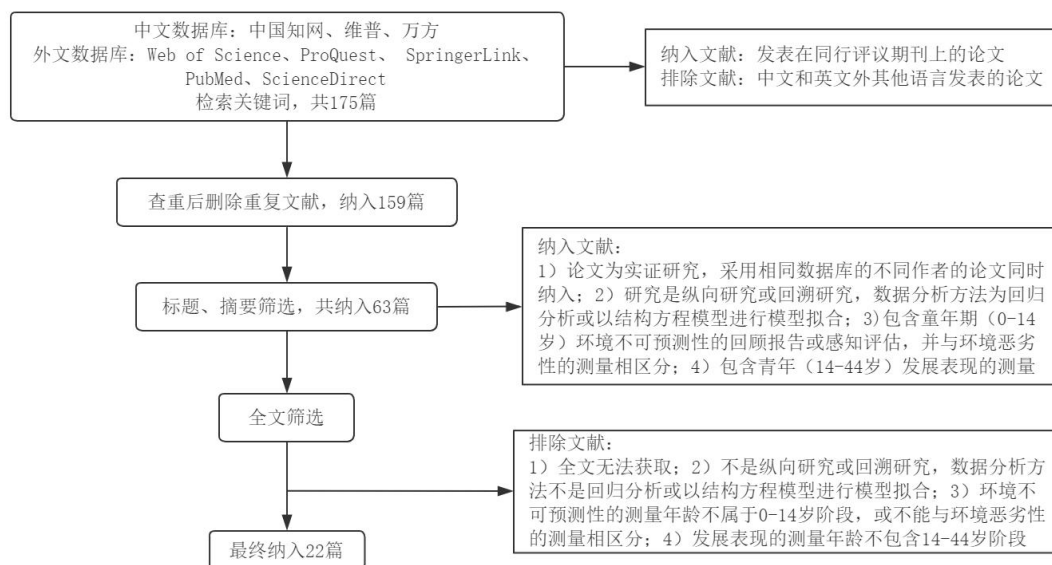 中文数据库：中国知网、维普、万方
外文数据库：Web of Science、ProQuest、 SpringerLink、
PubMed、ScienceDirect
检索关键词，共175篇
纳入文献：发表在同行评议期刊上的论文
排除文献：中文和英文外其他语言发表的论文
查重后删除重复文献，纳入159篇
标题、摘要筛选，共纳入63篇
纳入文献：
1）论文为实证研究，采用相同数据库的不同作者的论文同时
纳入；2）研究是纵向研究或回溯研究，数据分析方法为回归
分析或以结构方程模型进行模型拟合；3)包含童年期（0-14
岁）环境不可预测性的回顾报告或感知评估，并与环境恶劣
性的测量相区分；4）包含青年（14-44岁）发展表现的测量
全文筛选
排除文献：
1）全文无法获取；2）不是纵向研究或回溯研究，数据分析方
法不是回归分析或以结构方程模型进行模型拟合；3）环境不
可预测性的测量年龄不属于0-14岁阶段，或不能与环境恶劣性
的测量相区分；4）发展表现的测量年龄不包含14-44岁阶段
最终纳入22篇